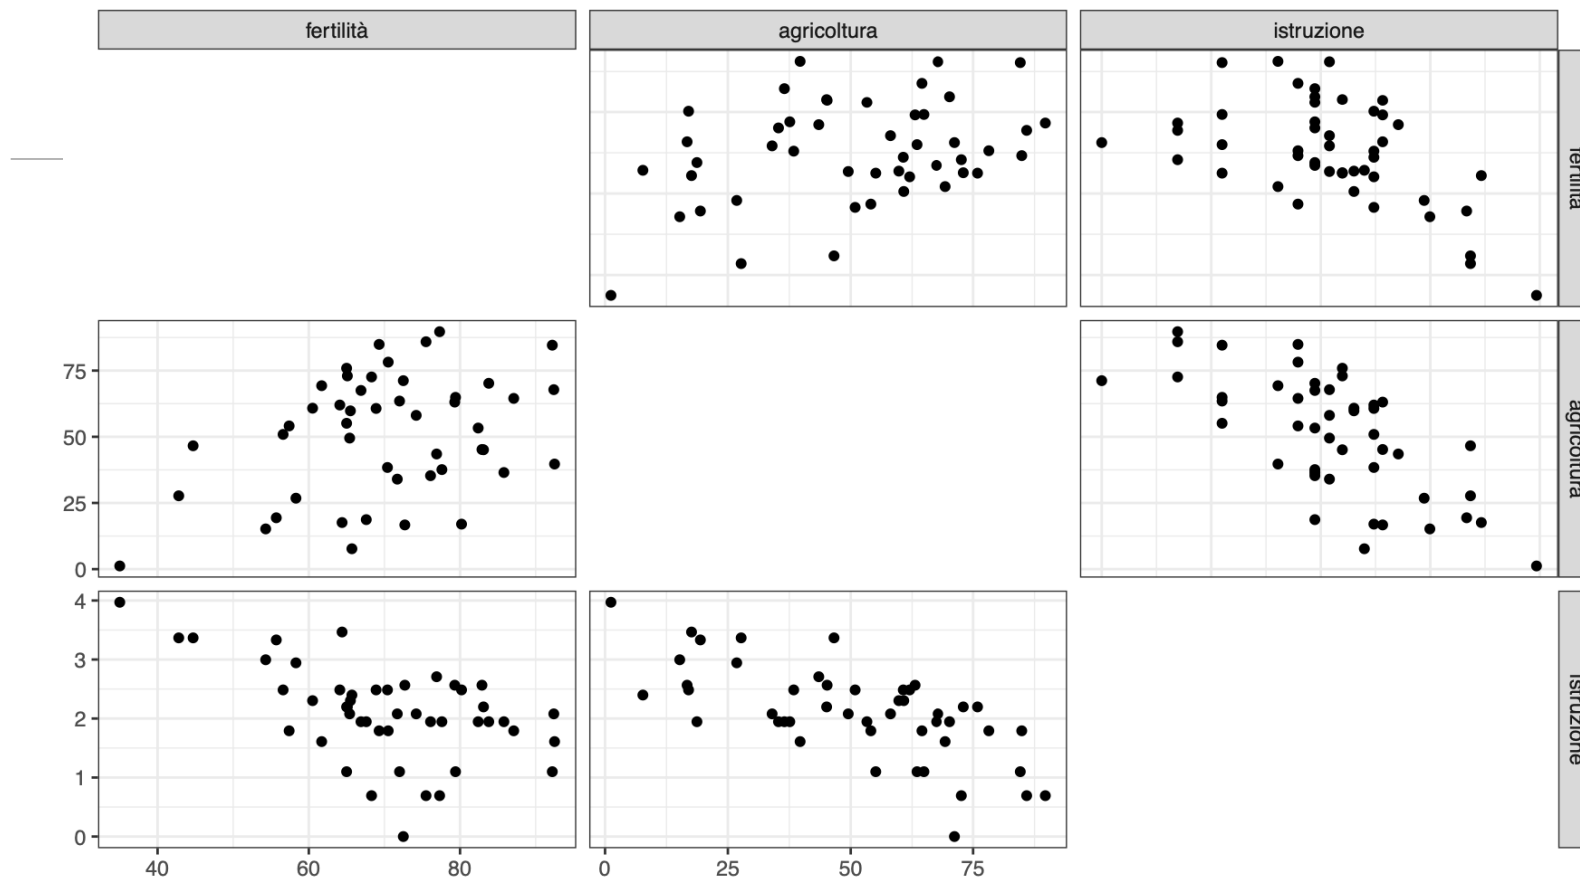 fertilità agricoltura istruzione
fertilità
75
50
25
0
agricoltura
4
3
2
1
0
istruzione
40 60 80 0 25 50 75